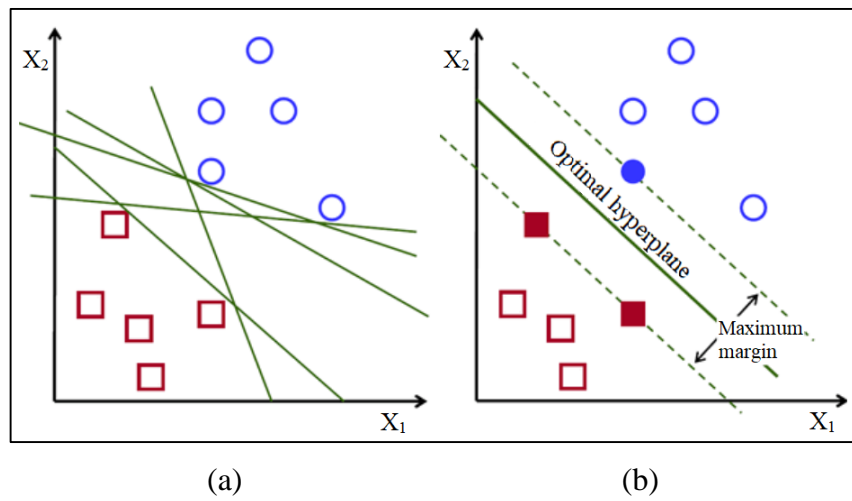 X₂
X₁
(a)
X₂
Optimal hyperplane
Maximum
margin
X₁
(b)